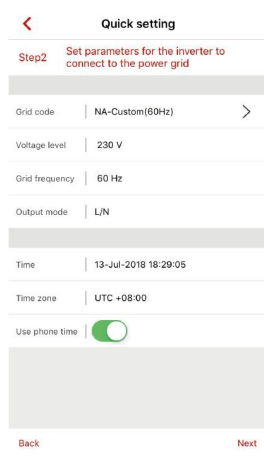 Quick setting
Step2
Set parameters for the inverter to
connect to the power grid
Grid code
NA-Custom(60Hz)
Voltage level
230 V
Grid frequency
60 Hz
Output mode
L/N
Time
13-Jul-2018 18:29:05
Time zone
UTC +08:00
Use phone time
Back
Next